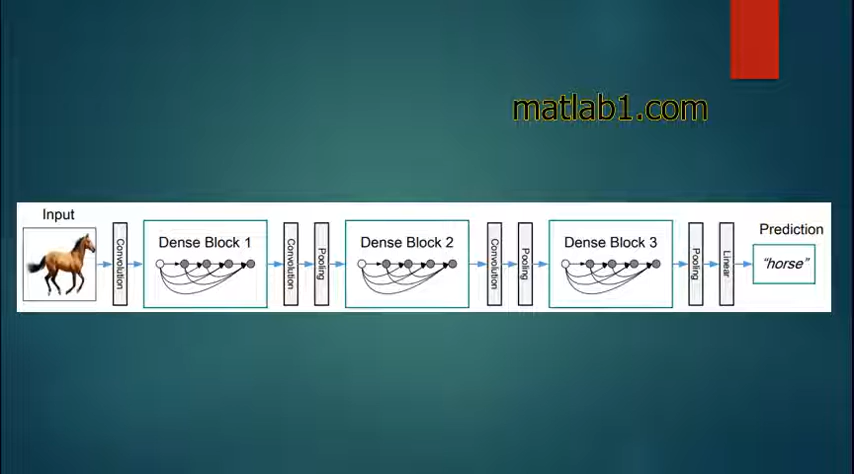 matlab1.com
Input
Convolution
Dense Block 1
Convolution
Pooling
Dense Block 2
Convolution
Pooling
Dense Block 3
Pooling
Linear
Prediction
"horse"